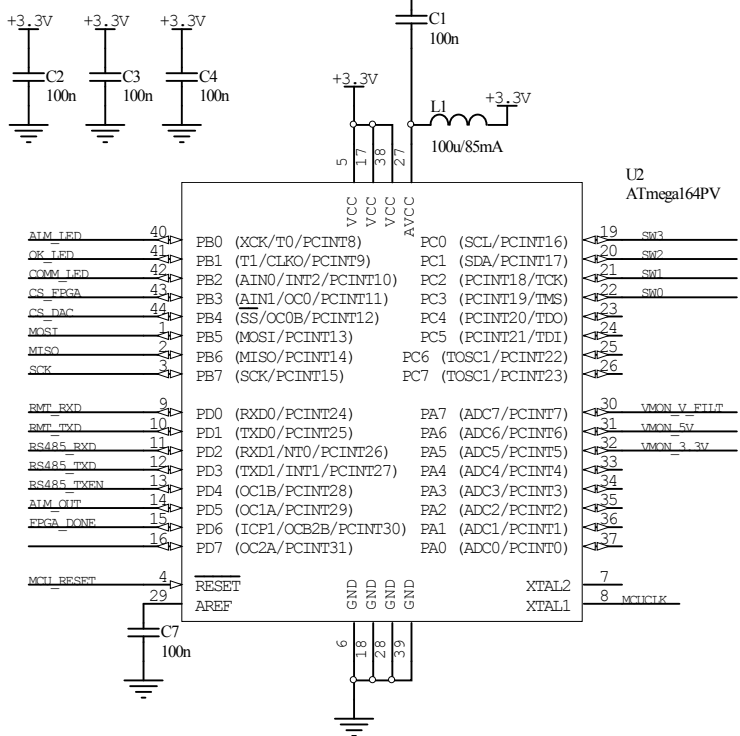 C1
100n
+3.3V +3.3V +3.3V
C2 C3 C4
100n 100n 100n
+3.3V
L1 +3.3V
100u/85mA
5 17 38 27
U2
ATmega164PV
VCC VCC VCC AVCC
ALM_LED 40 PB0 (XCK/T0/PCINT8) PC0 (SCL/PCINT16) 19 SW3
OK_LED 41 PB1 (T1/CLKO/PCINT9) PC1 (SDA/PCINT17) 20 SW2
COMM_LED 42 PB2 (AIN0/INT2/PCINT10) PC2 (PCINT18/TCK) 21 SW1
CS_FPGA 43 PB3 (AIN1/OC0/PCINT11) PC3 (PCINT19/TMS) 22 SW0
CS_DAC 44 PB4 (SS/OC0B/PCINT12) PC4 (PCINT20/TDO) 23
MOSI 1 PB5 (MOSI/PCINT13) PC5 (PCINT21/TDI) 24
MISO 2 PB6 (MISO/PCINT14) PC6 (TOSC1/PCINT22) 25
SCK 3 PB7 (SCK/PCINT15) PC7 (TOSC1/PCINT23) 26
RMT_RXD 9 PD0 (RXD0/PCINT24) PA7 (ADC7/PCINT7) 30 VMON_V_FILT
RMT_TXD 10 PD1 (TXD0/PCINT25) PA6 (ADC6/PCINT6) 31 VMON_5V
RS485_RXD 11 PD2 (RXD1/NT0/PCINT26) PA5 (ADC5/PCINT5) 32 VMON_3.3V
RS485_TXD 12 PD3 (TXD1/INT1/PCINT27) PA4 (ADC4/PCINT4) 33
RS485_TXEN 13 PD4 (OC1B/PCINT28) PA3 (ADC3/PCINT3) 34
ALM_OUT 14 PD5 (OC1A/PCINT29) PA2 (ADC2/PCINT2) 35
FPGA_DONE 15 PD6 (ICP1/OCB2B/PCINT30) PA1 (ADC1/PCINT1) 36
16 PD7 (OC2A/PCINT31) PA0 (ADC0/PCINT0) 37
MCU_RESET 4 RESET XTAL2 7
29 AREF XTAL1 8 MCUCLK
GND GND GND GND
C7
100n
6 18 28 39